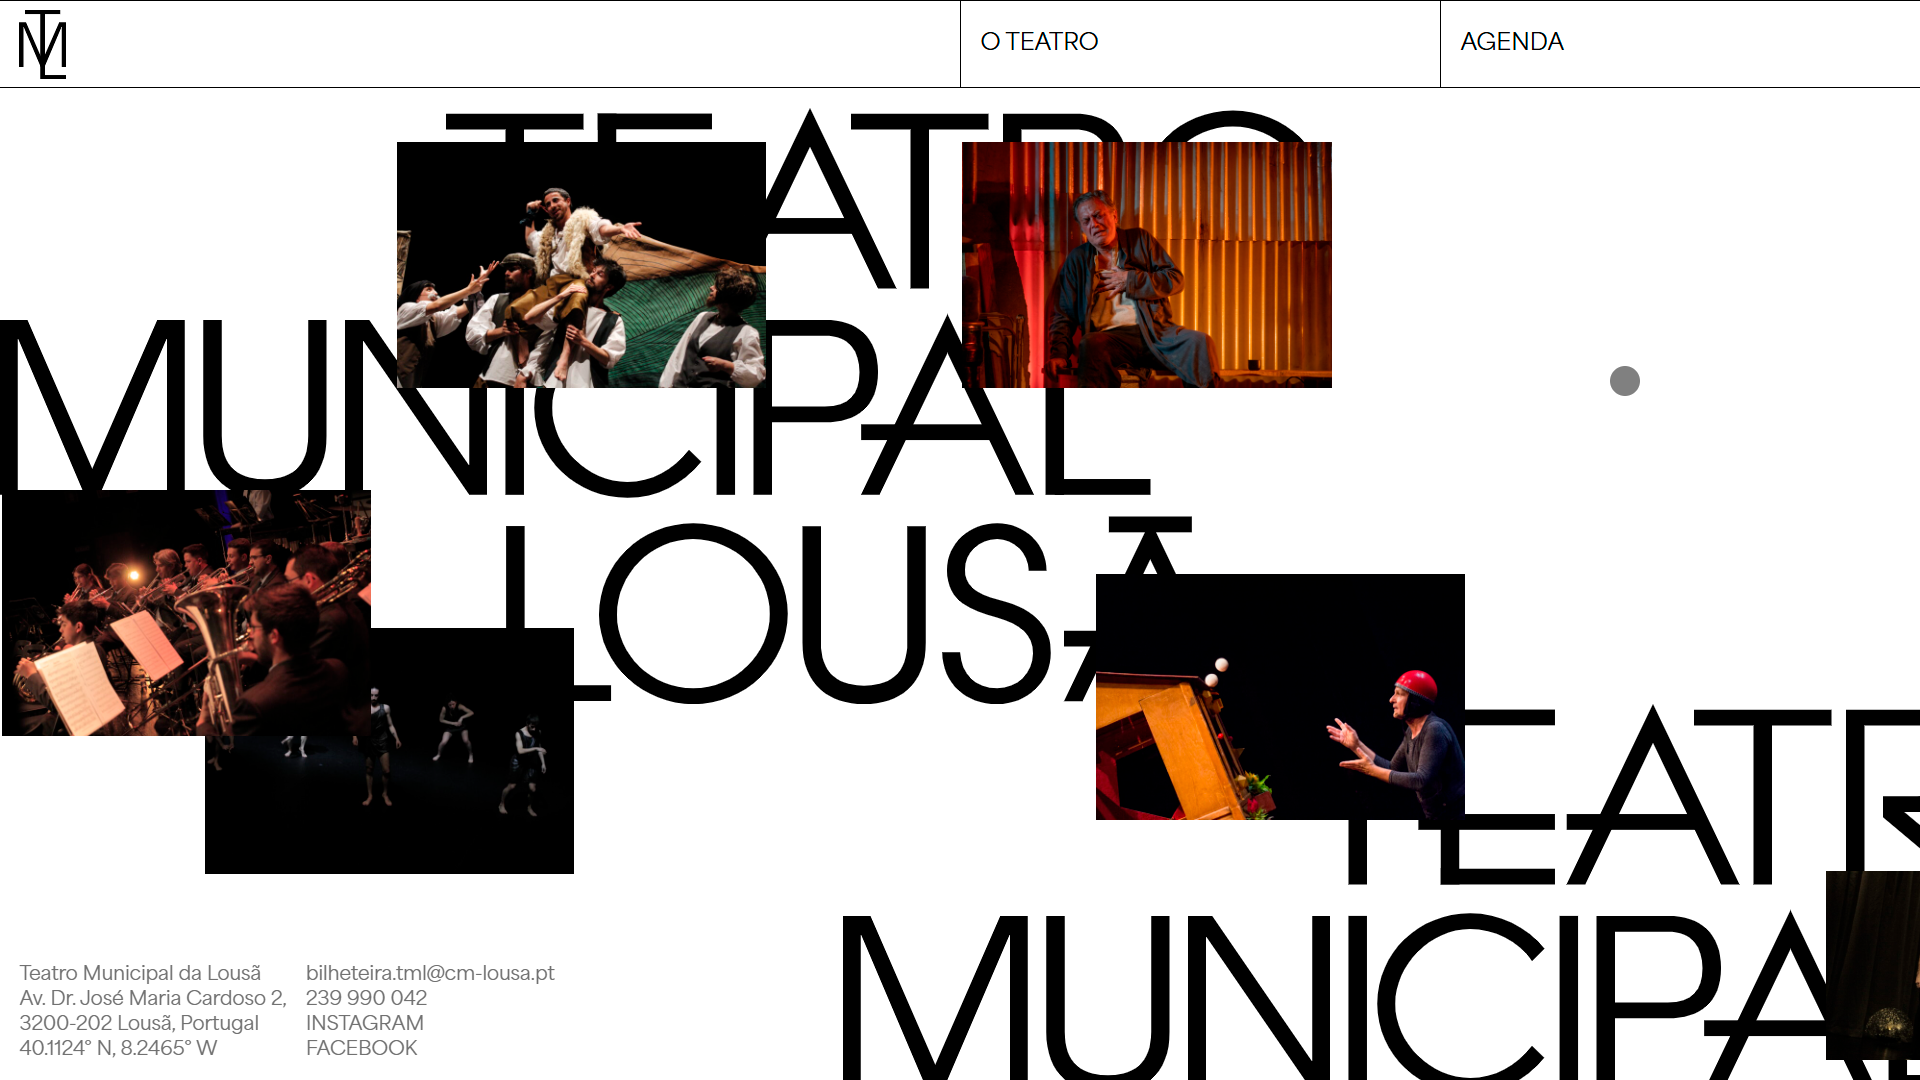 TML
O TEATRO
AGENDA
TEATRO
MUNICIPAL
LOUSÃ
TEATR
MUNICIPAL
Teatro Municipal da Lousã
Av. Dr. José Maria Cardoso 2,
3200-202 Lousã, Portugal
40.1124° N, 8.2465° W
bilheteira.tml@cm-lousa.pt
239 990 042
INSTAGRAM
FACEBOOK